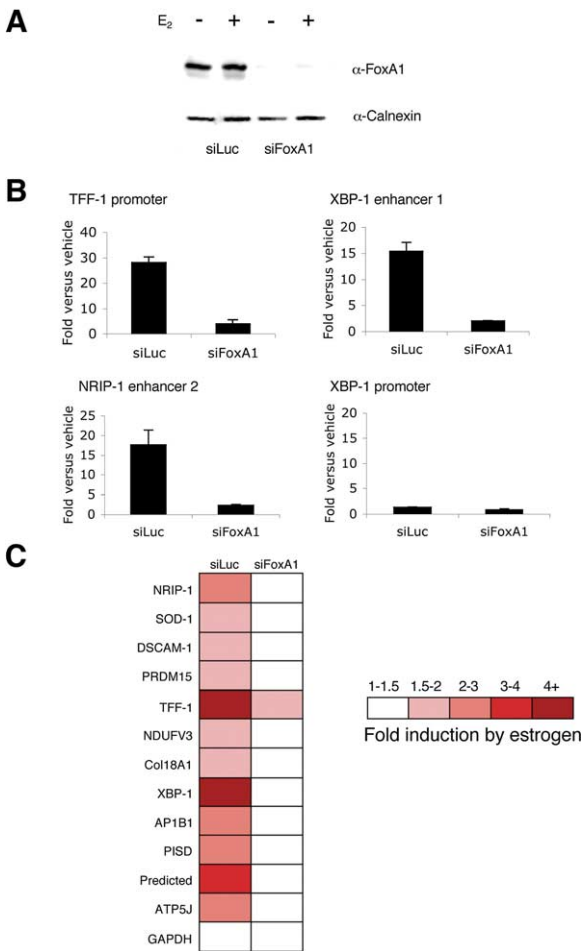 A
E2 - + - +
α-FoxA1
α-Calnexin
siLuc siFoxA1
B
TFF-1 promoter
Fold versus vehicle
40
30
20
10
0
siLuc siFoxA1
XBP-1 enhancer 1
Fold versus vehicle
20
15
10
5
0
siLuc siFoxA1
NRIP-1 enhancer 2
Fold versus vehicle
25
20
15
10
5
0
siLuc siFoxA1
XBP-1 promoter
Fold versus vehicle
20
15
10
5
0
siLuc siFoxA1
C
siLuc siFoxA1
NRIP-1
SOD-1
DSCAM-1
PRDM15
TFF-1
NDUFV3
Col18A1
XBP-1
AP1B1
PISD
Predicted
ATP5J
GAPDH
1-1.5 1.5-2 2-3 3-4 4+
Fold induction by estrogen